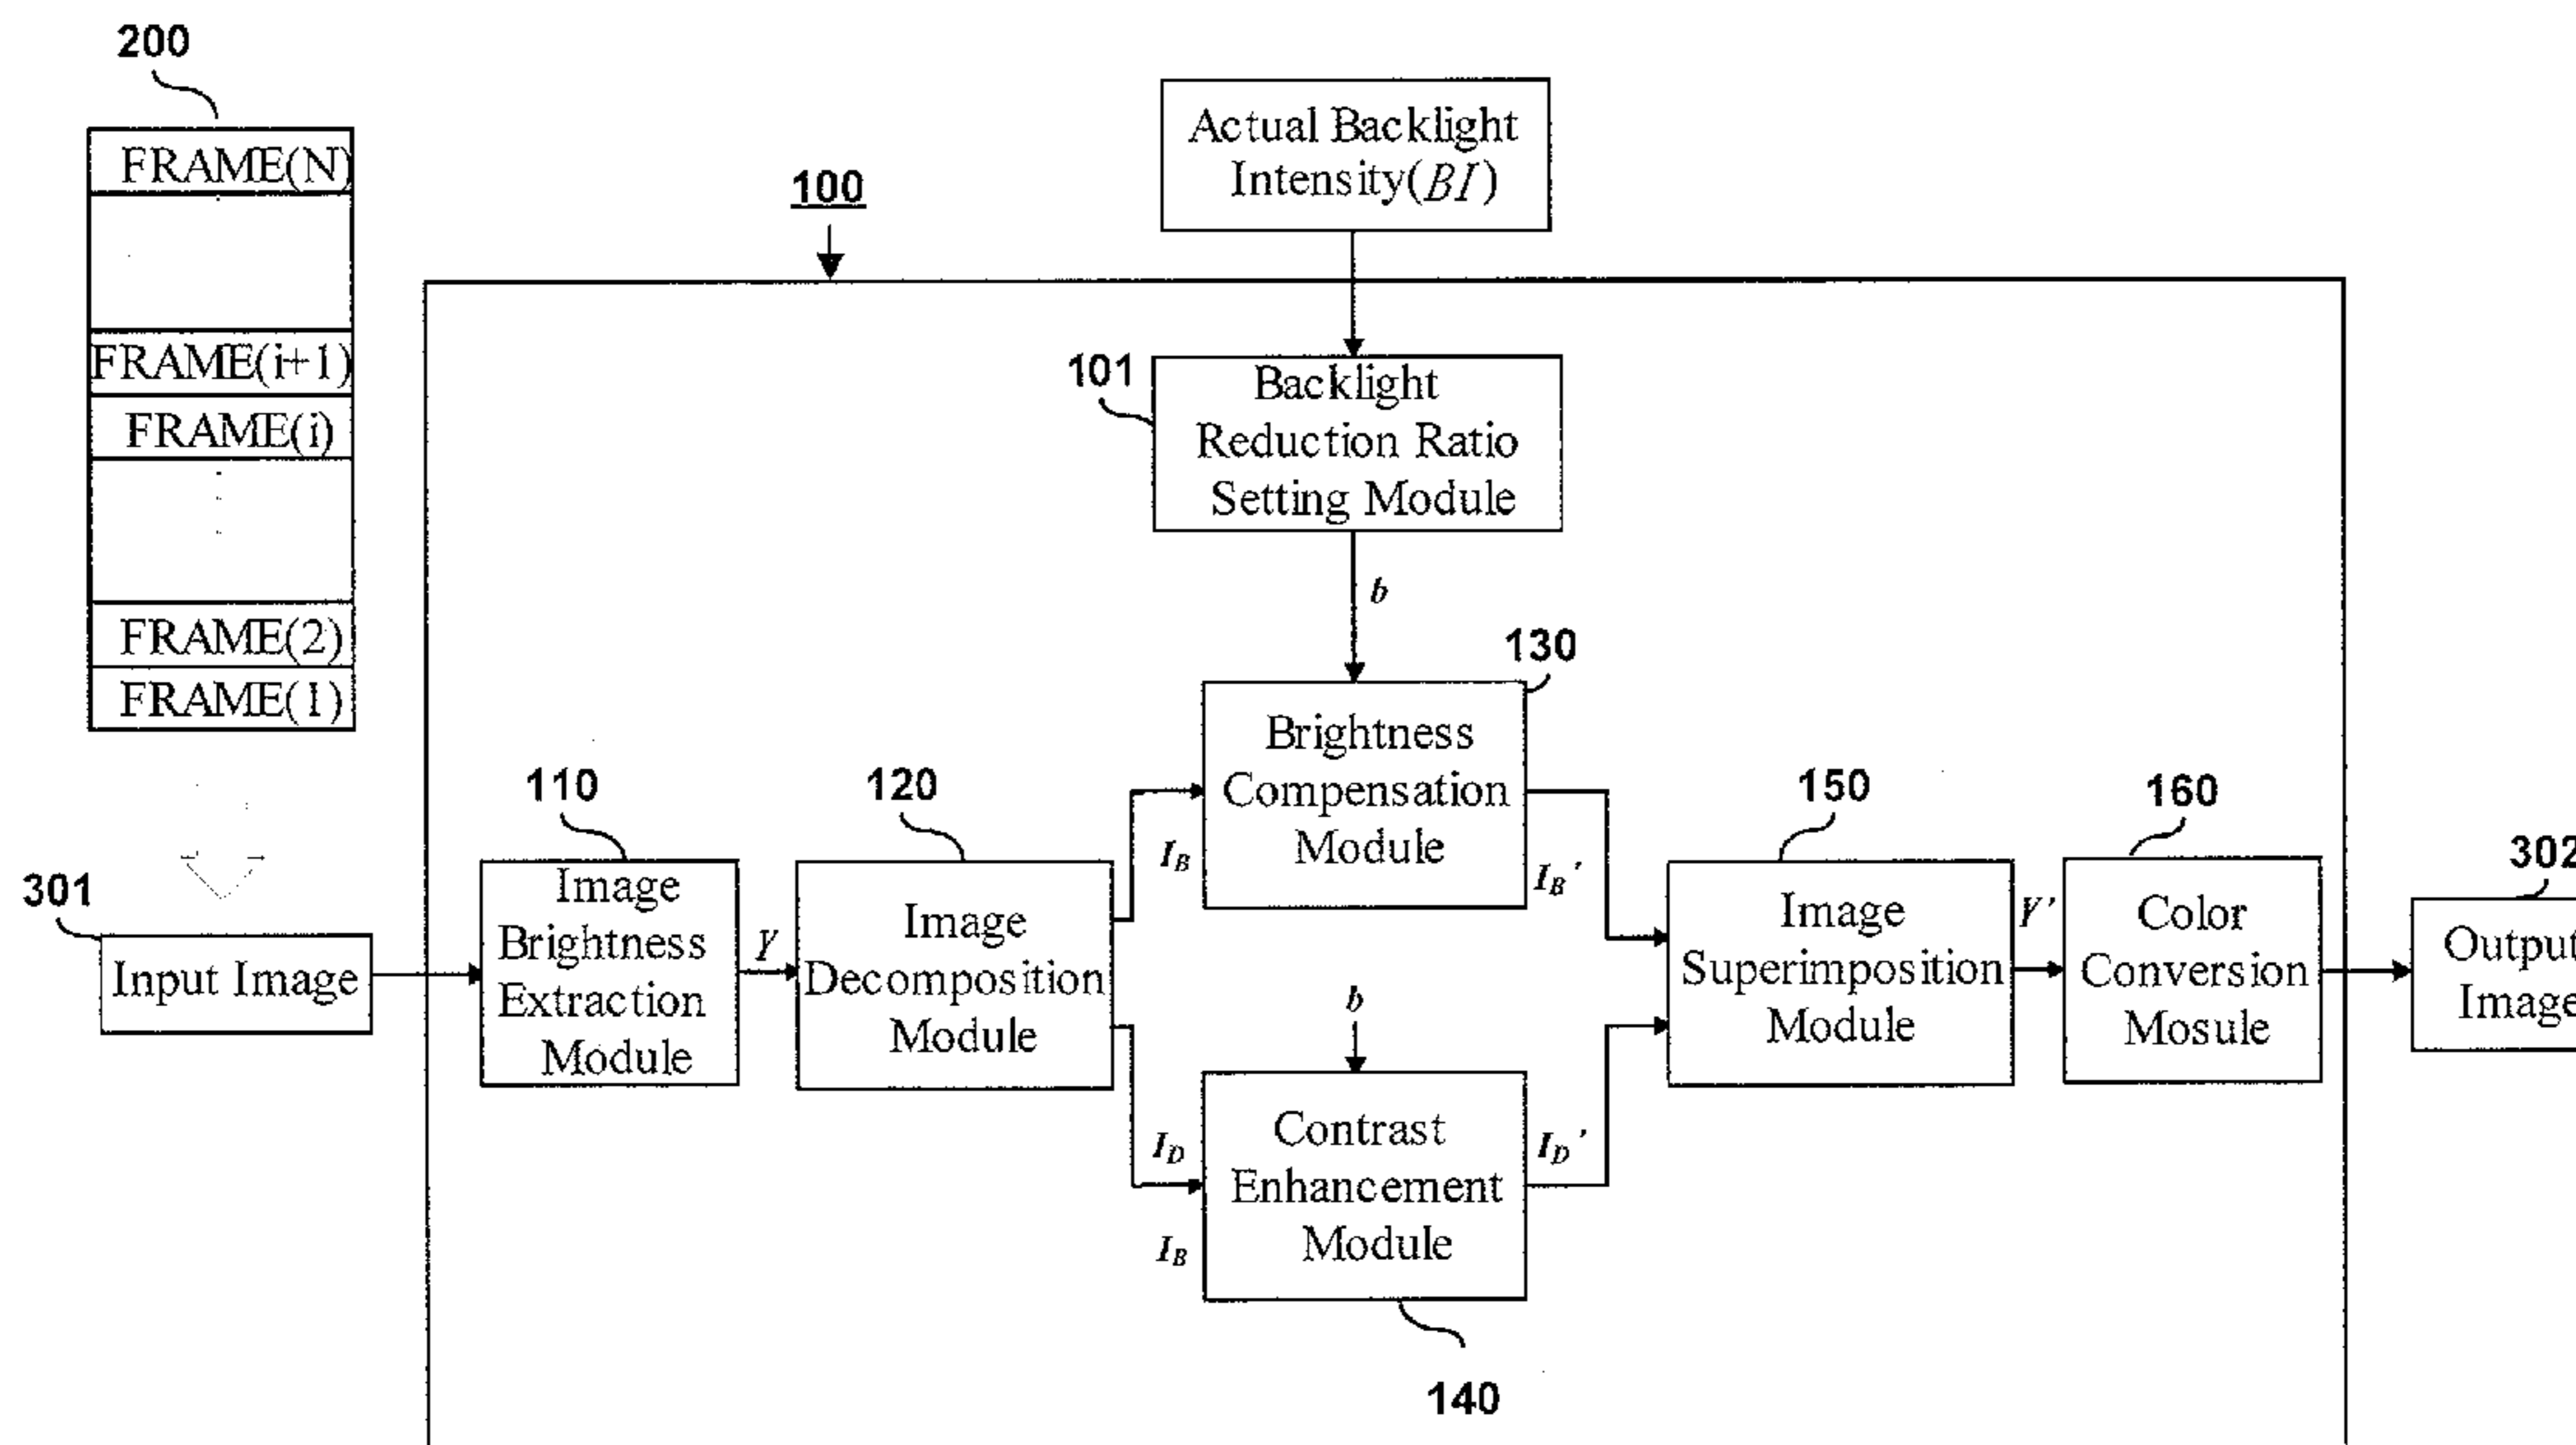 200
FRAME(N)
FRAME(i+1)
FRAME(i)
FRAME(2)
FRAME(1)
301
Input Image
100
Actual Backlight
Intensity(BI)
101
Backlight
Reduction Ratio
Setting Module
b
110
Image
Brightness
Extraction
Module
Y
120
Image
Decomposition
Module
I_B
I_D
I_B
130
Brightness
Compensation
Module
I_B'
b
Contrast
Enhancement
Module
140
I_D'
150
Image
Superimposition
Module
Y'
160
Color
Conversion
Mosule
302
Output
Image